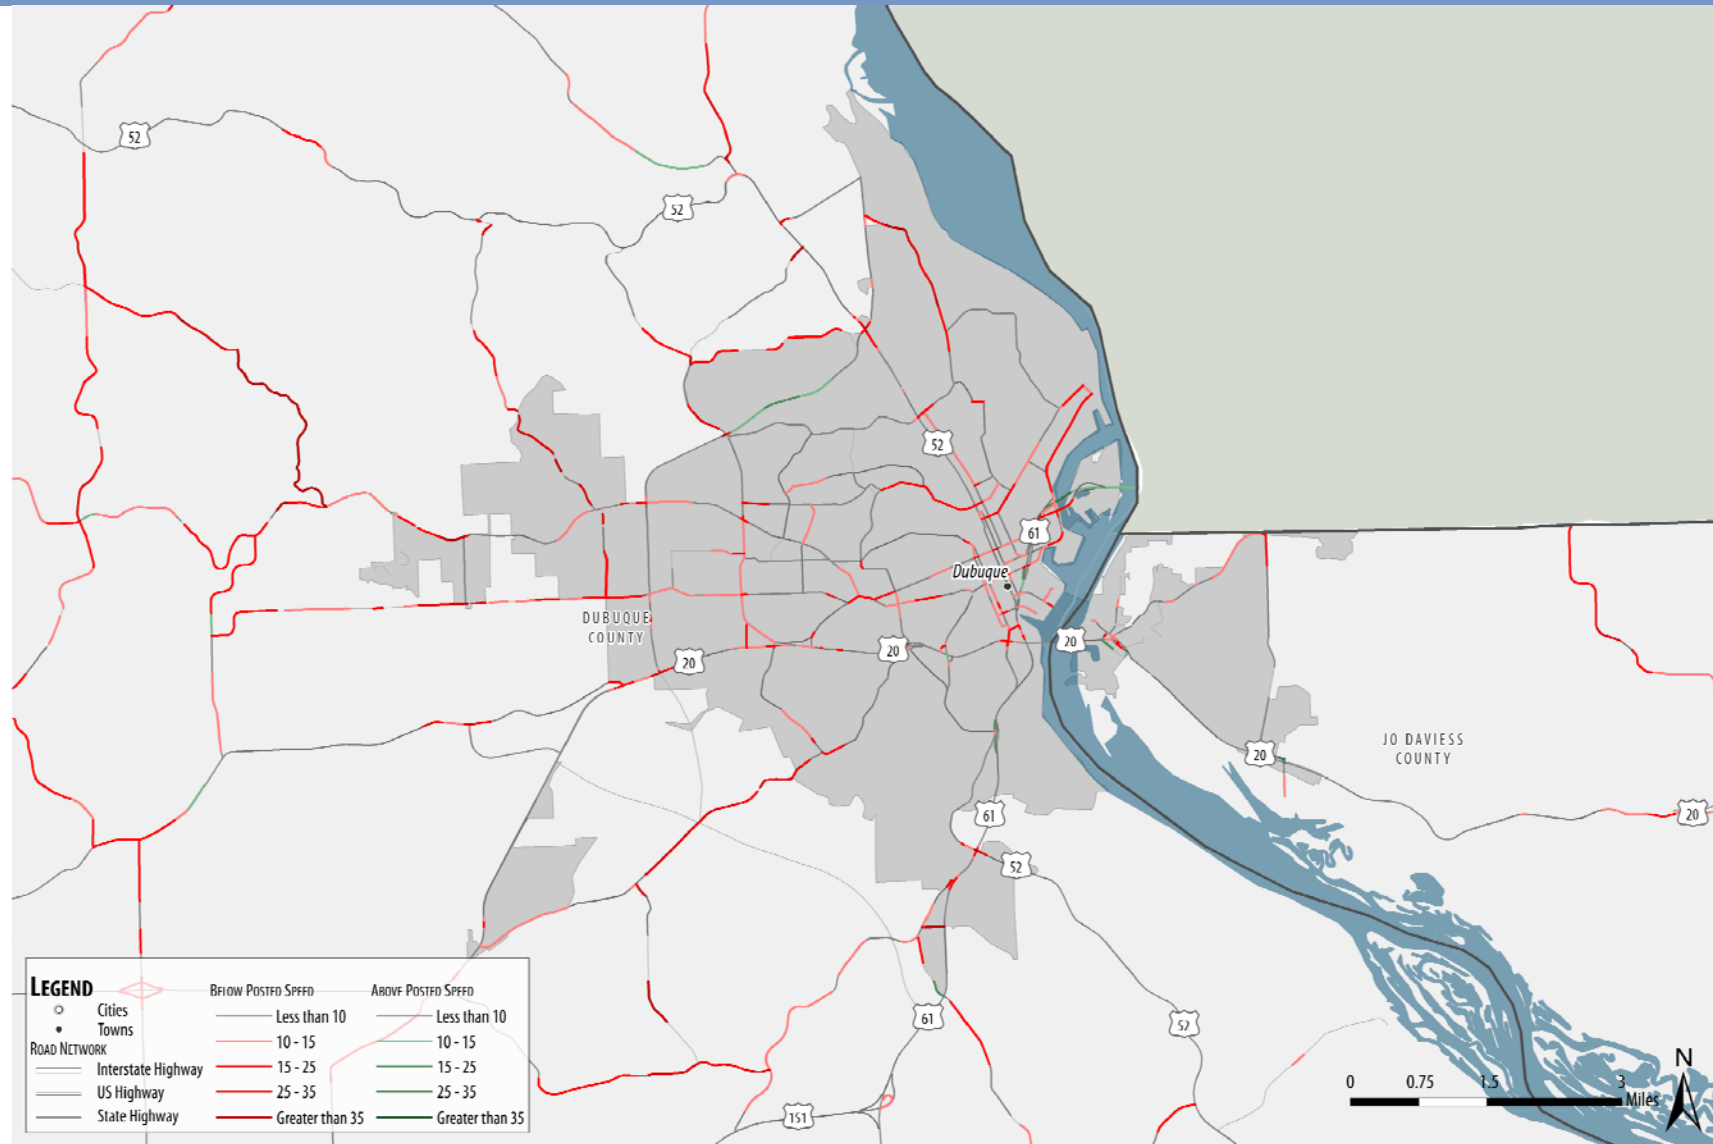 52
52
52
61
Dubuque
DUBUQUE
COUNTY
20
20
20
20
JO DAVIESS
COUNTY
20
61
52
61
52
151
LEGEND
Cities
Towns
ROAD NETWORK
Interstate Highway
US Highway
State Highway
BELOW POSTED SPEED
Less than 10
10 - 15
15 - 25
25 - 35
Greater than 35
ABOVE POSTED SPEED
Less than 10
10 - 15
15 - 25
25 - 35
Greater than 35
N
0 0.75 1.5 3
Miles